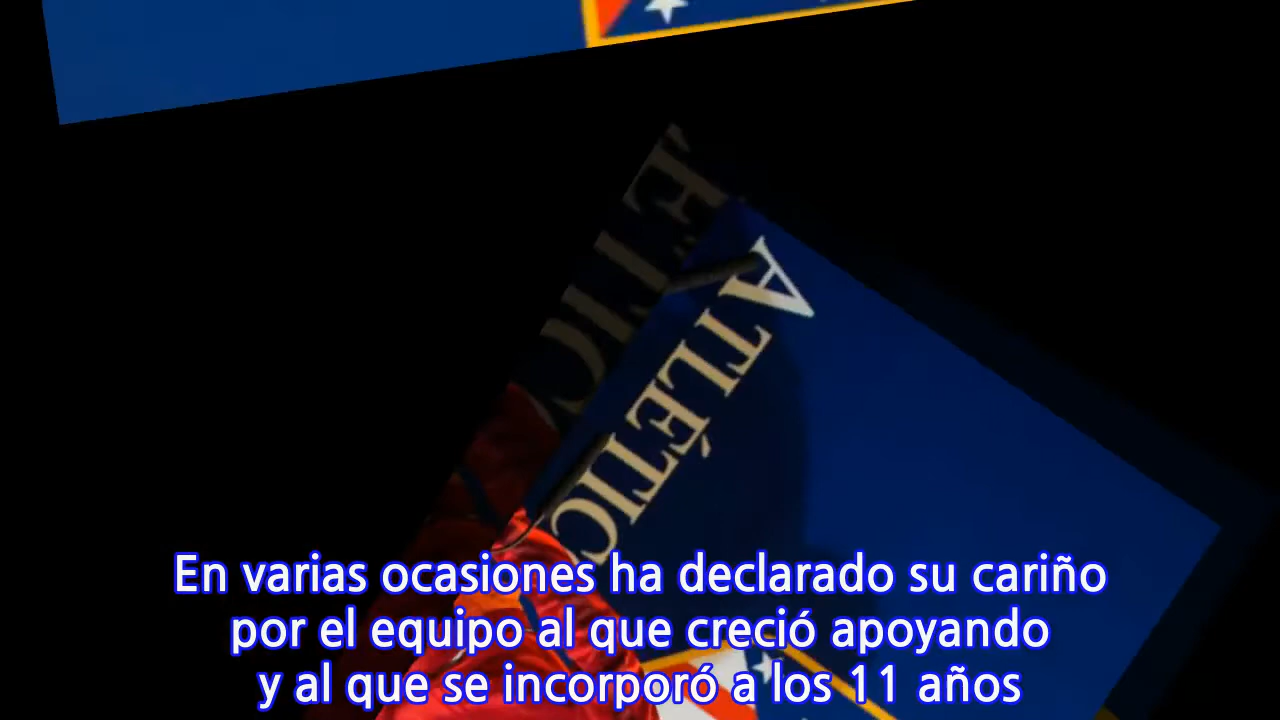 ATLÉTIC
En varias ocasiones ha declarado su cariño
por el equipo al que creció apoyando
y al que se incorporó a los 11 años